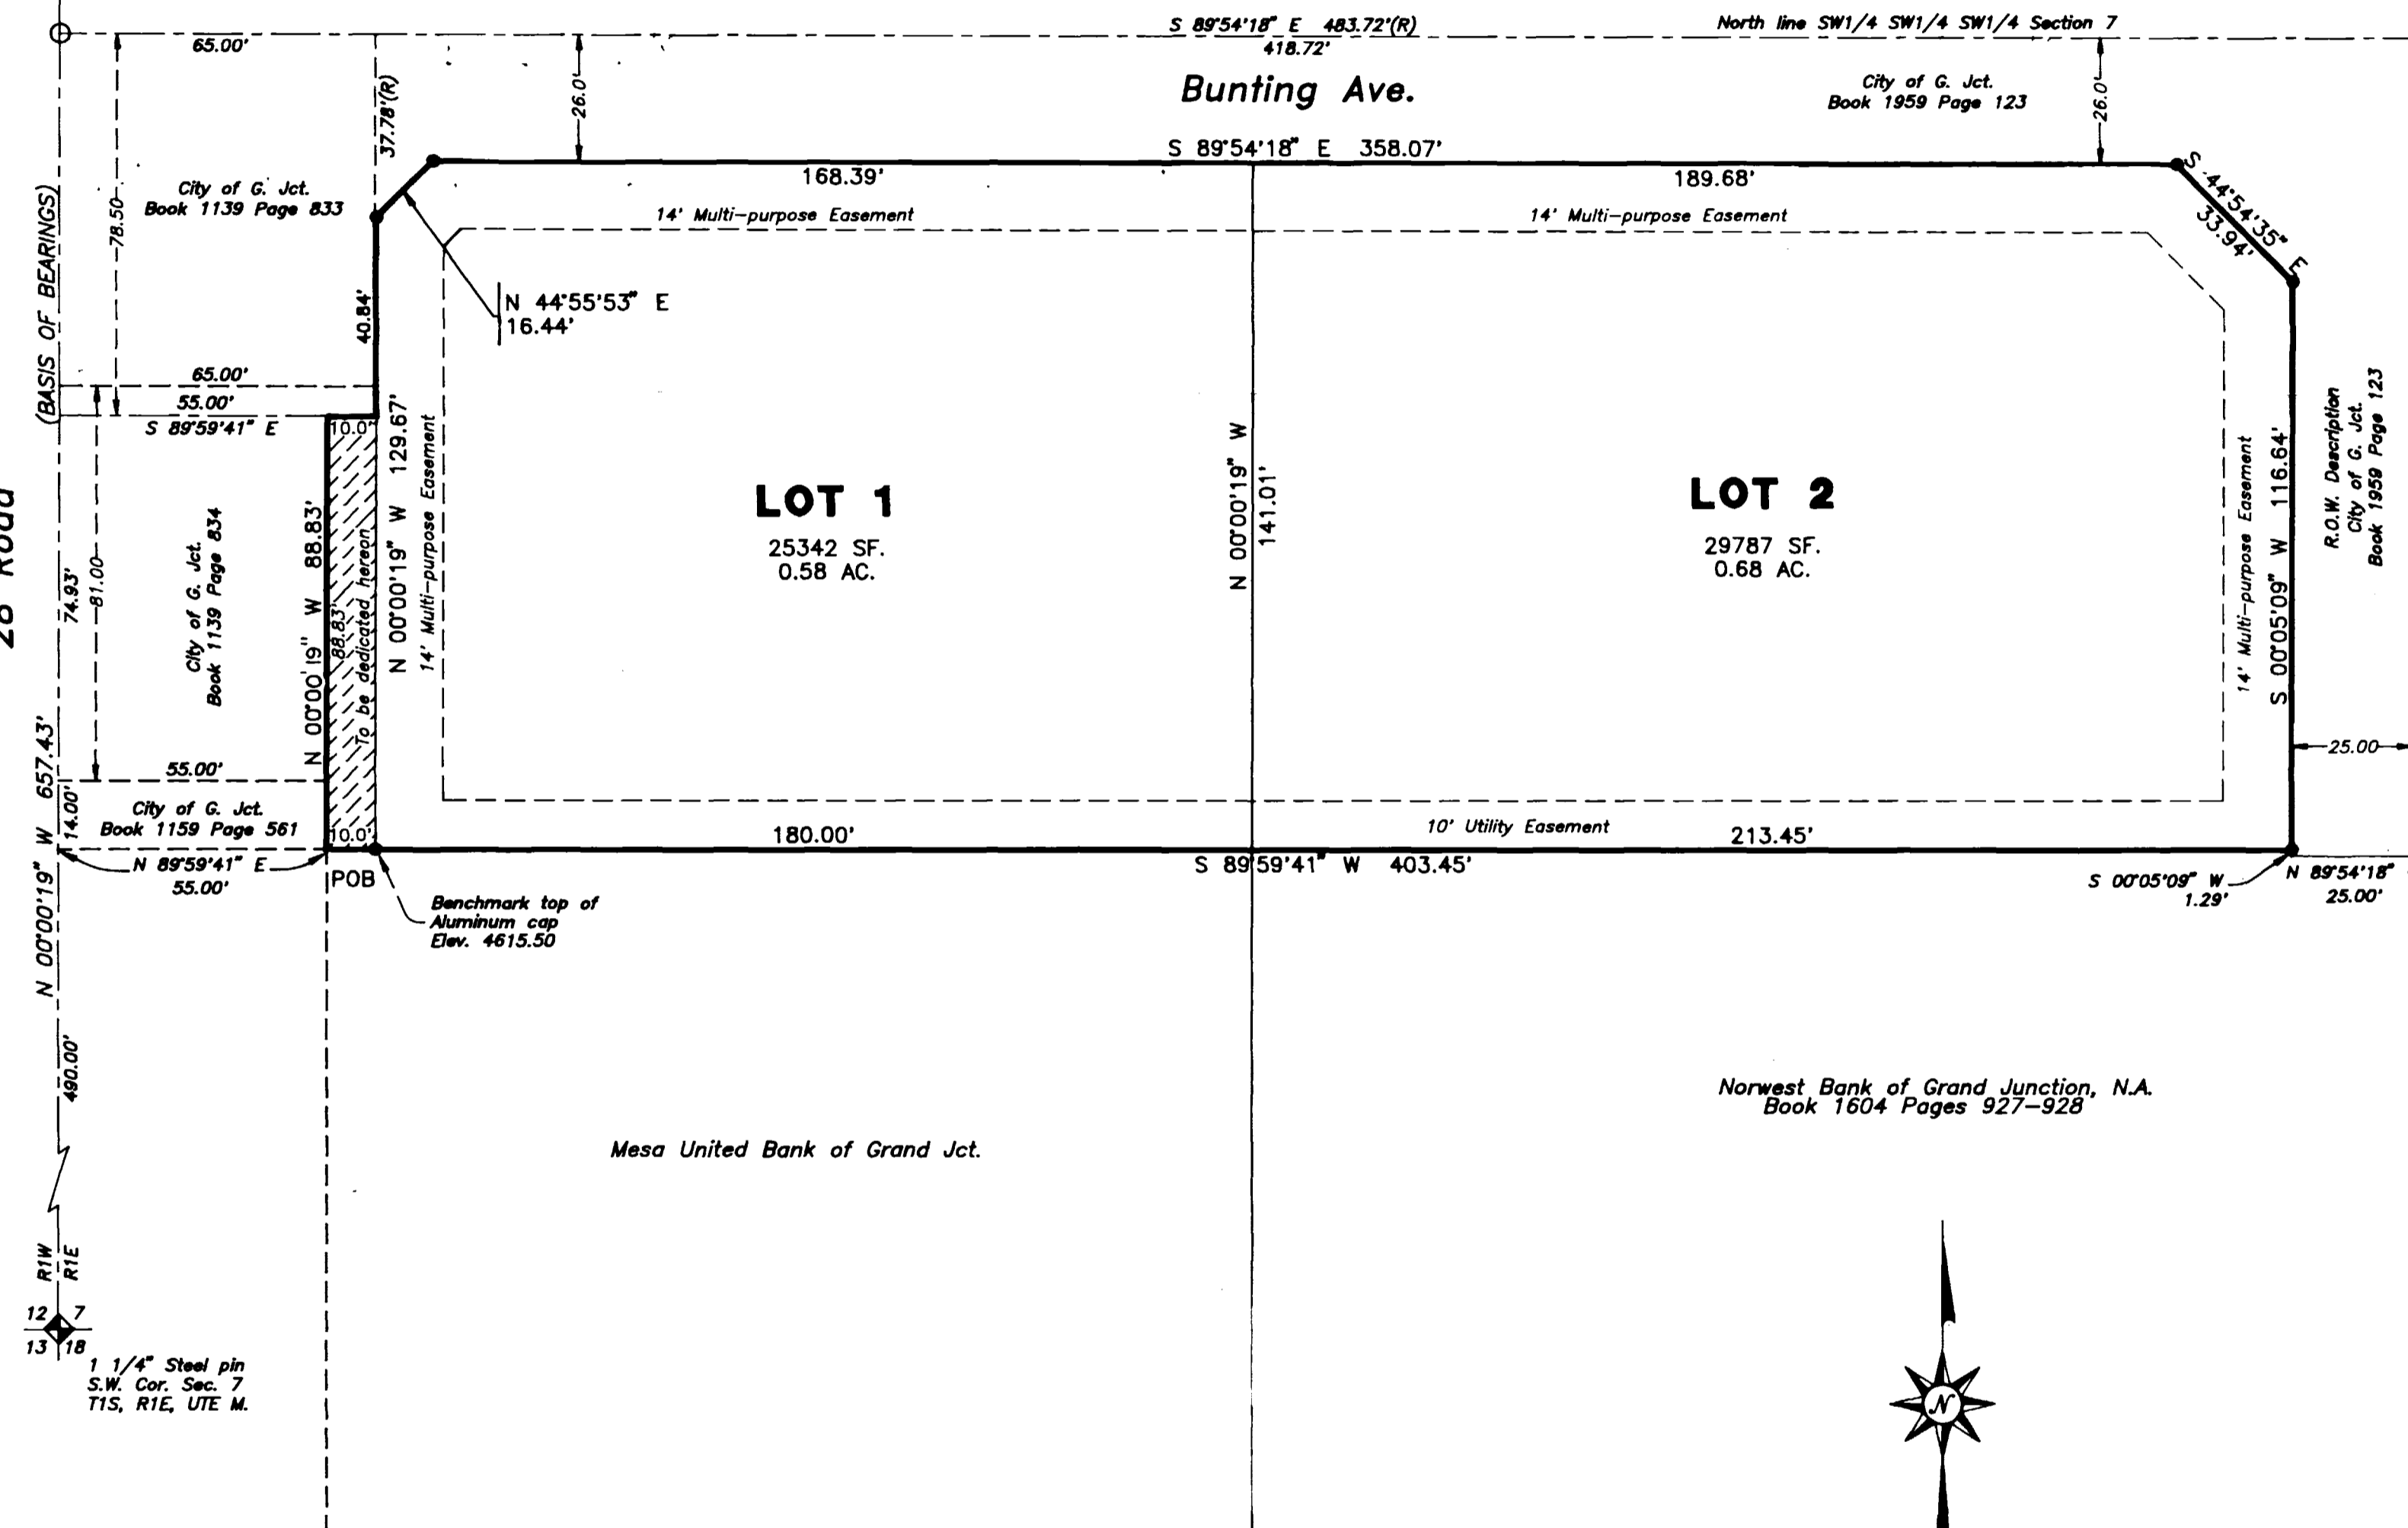 S 89°54'18" E 483.72'(R)
418.72'
North line SW1/4 SW1/4 SW1/4 Section 7
65.00'
Bunting Ave.
City of G. Jct.
Book 1959 Page 123
26.0'
26.0'
37.78'(R)
S 89°54'18" E 358.07'
168.39'
189.68'
S 44°54'35" E
33.94'
City of G. Jct.
Book 1139 Page 833
78.50
(BASIS OF BEARINGS)
14' Multi-purpose Easement
14' Multi-purpose Easement
N 44°55'53" E
16.44'
40.84'
65.00'
55.00'
S 89°59'41" E
10.0'
28 Road
City of G. Jct.
Book 1139 Page 834
74.93'
81.00
N 00°00'19" W 88.83'
88.83'
To be dedicated hereon
N 00°00'19" W 129.67'
14' Multi-purpose Easement
LOT 1
25342 SF.
0.58 AC.
N 00°00'19" W
141.01'
LOT 2
29787 SF.
0.68 AC.
14' Multi-purpose Easement
S 00°05'09" W 116.64'
R.O.W. Description
City of G. Jct.
Book 1959 Page 123
25.00
55.00'
City of G. Jct.
Book 1159 Page 561
14.00'
10.0'
180.00'
10' Utility Easement
213.45'
N 89°59'41" E
55.00'
POB
S 89°59'41" W 403.45'
S 00°05'09" W
1.29'
N 89°54'18"
25.00'
Benchmark top of
Aluminum cap
Elev. 4615.50
N 00°00'19" W 657.43'
490.00'
Norwest Bank of Grand Junction, N.A.
Book 1604 Pages 927-928
Mesa United Bank of Grand Jct.
R1W
R1E
12 7
13 18
1 1/4" Steel pin
S.W. Cor. Sec. 7
T1S, R1E, UTE M.
N